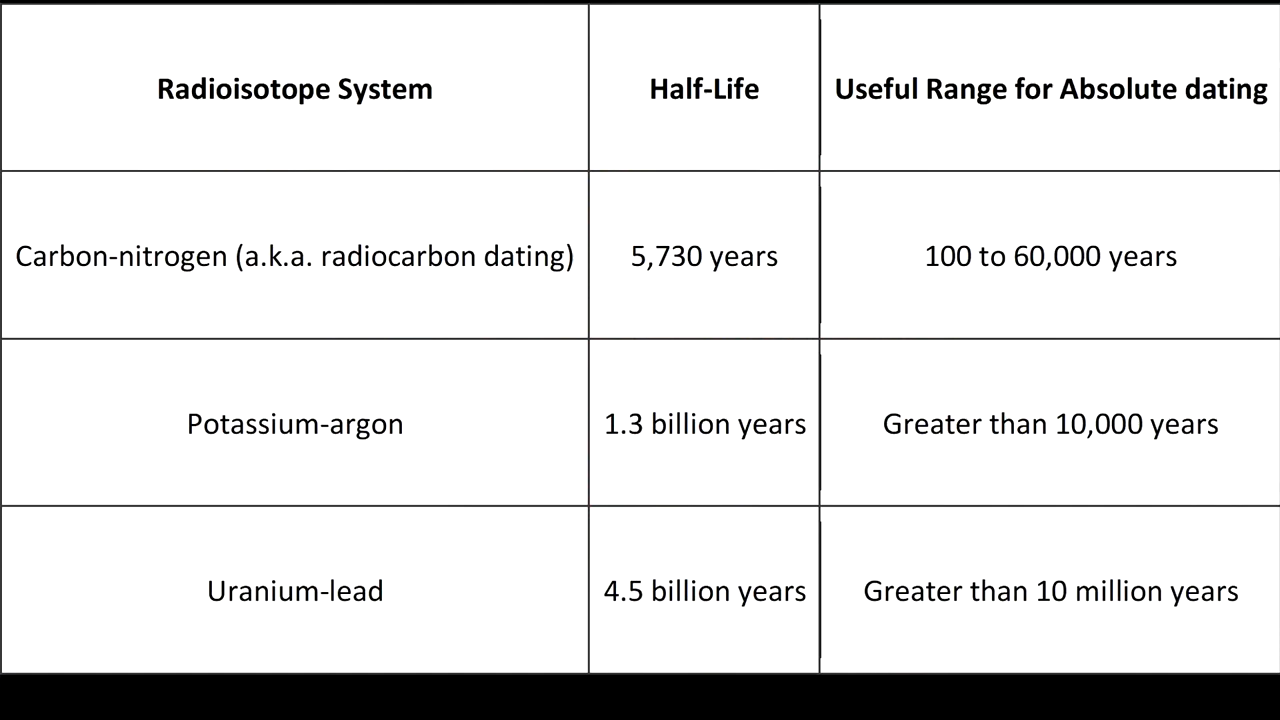 Radioisotope System Half-Life Useful Range for Absolute dating
Carbon-nitrogen (a.k.a. radiocarbon dating) 5,730 years 100 to 60,000 years
Potassium-argon 1.3 billion years Greater than 10,000 years
Uranium-lead 4.5 billion years Greater than 10 million years